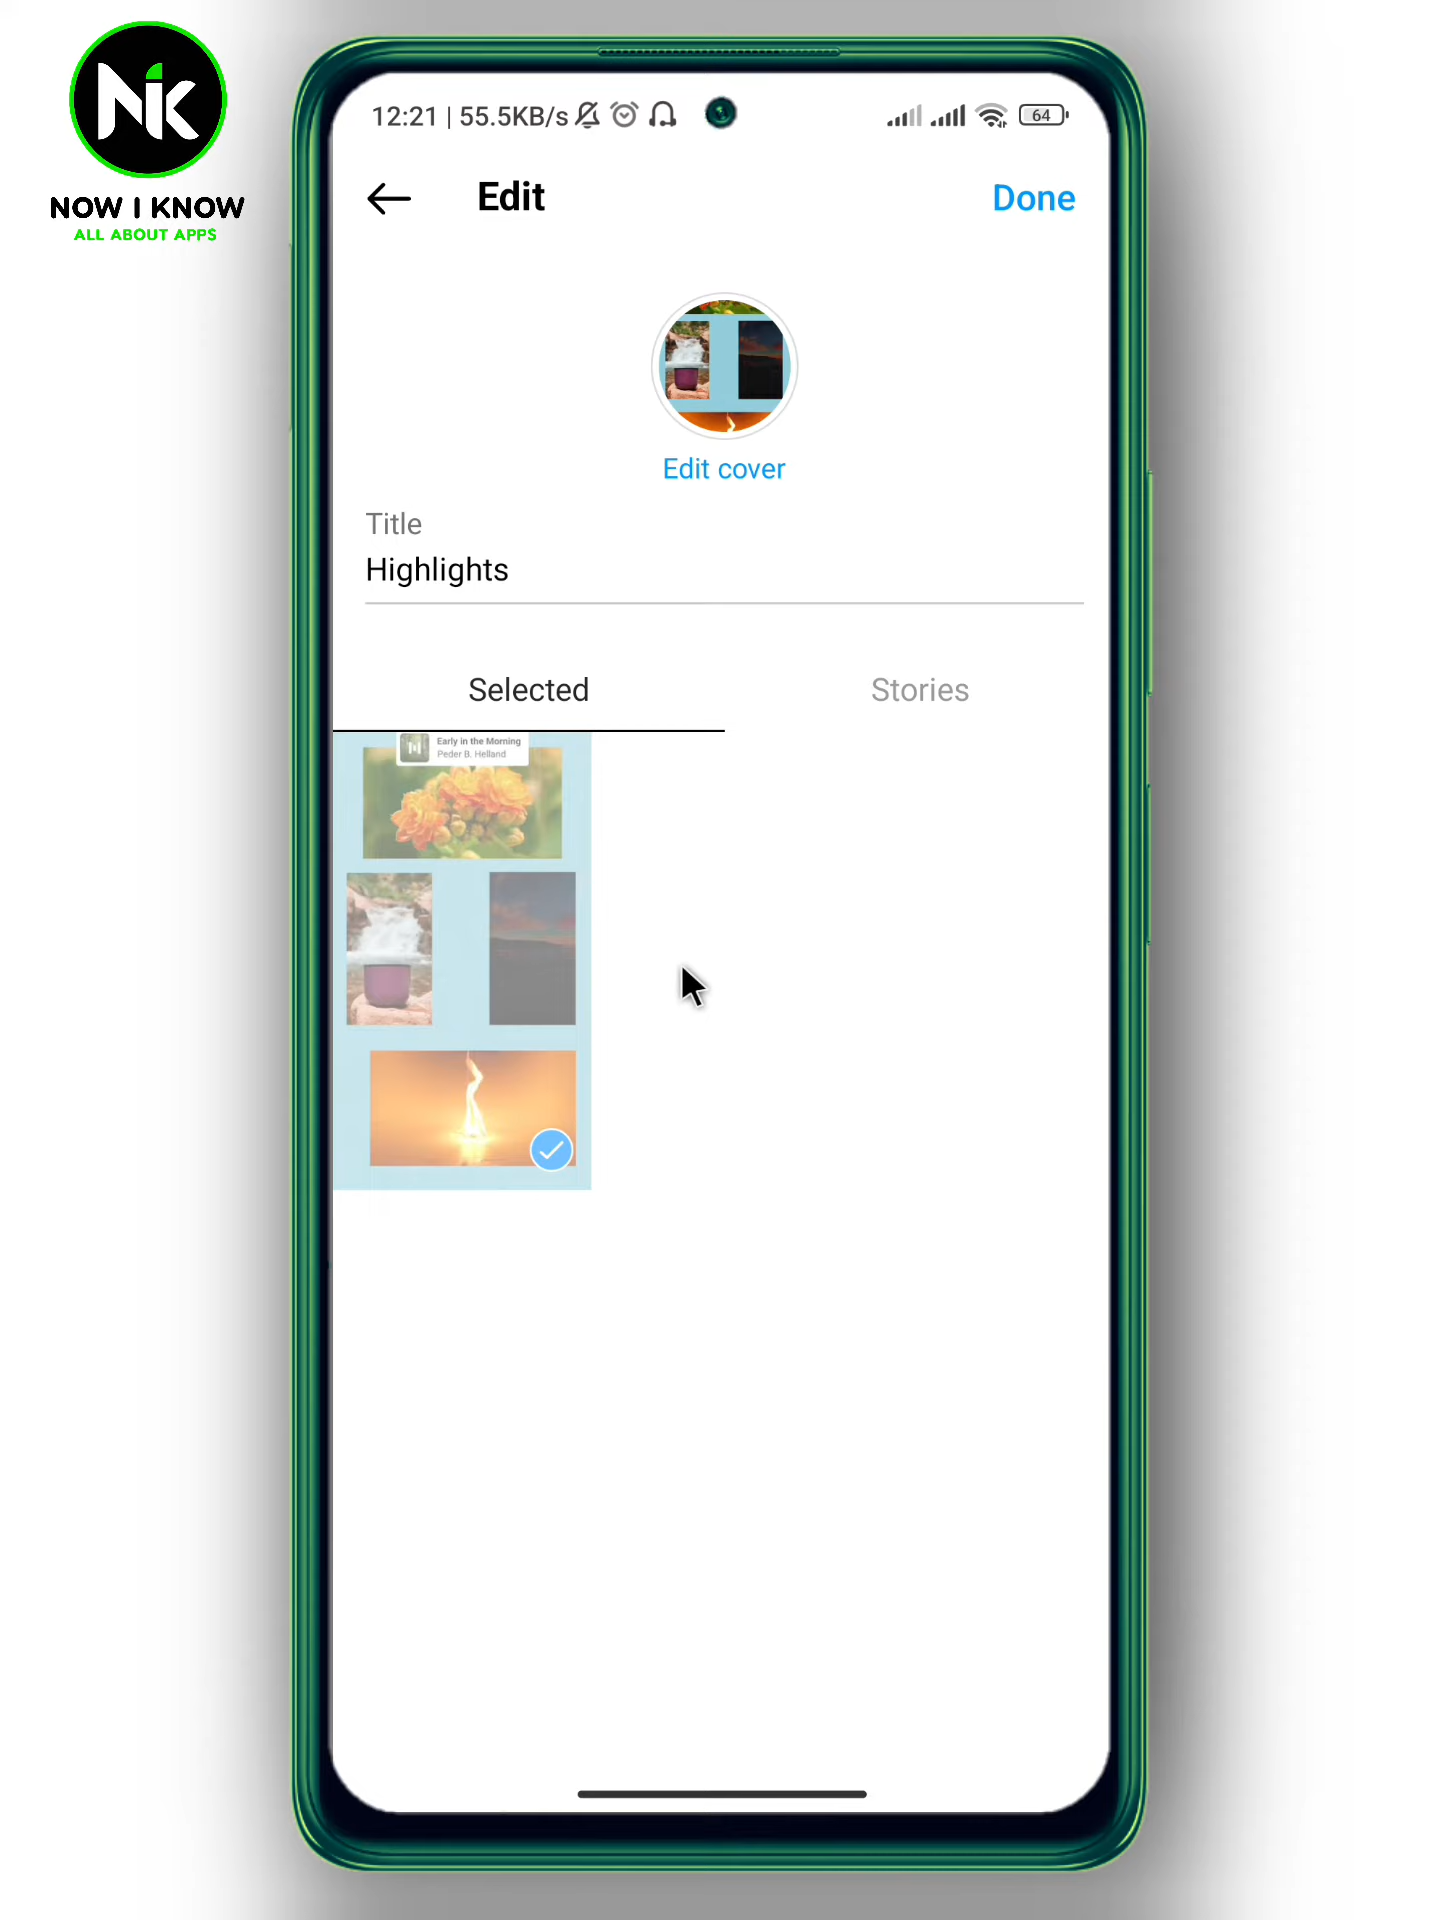 NiK
NOW I KNOW
ALL ABOUT APPS
12:21 | 55.5KB/s
64
Edit
Done
Edit cover
Title
Highlights
Selected
Stories
Early in the Morning
Peder B. Helland